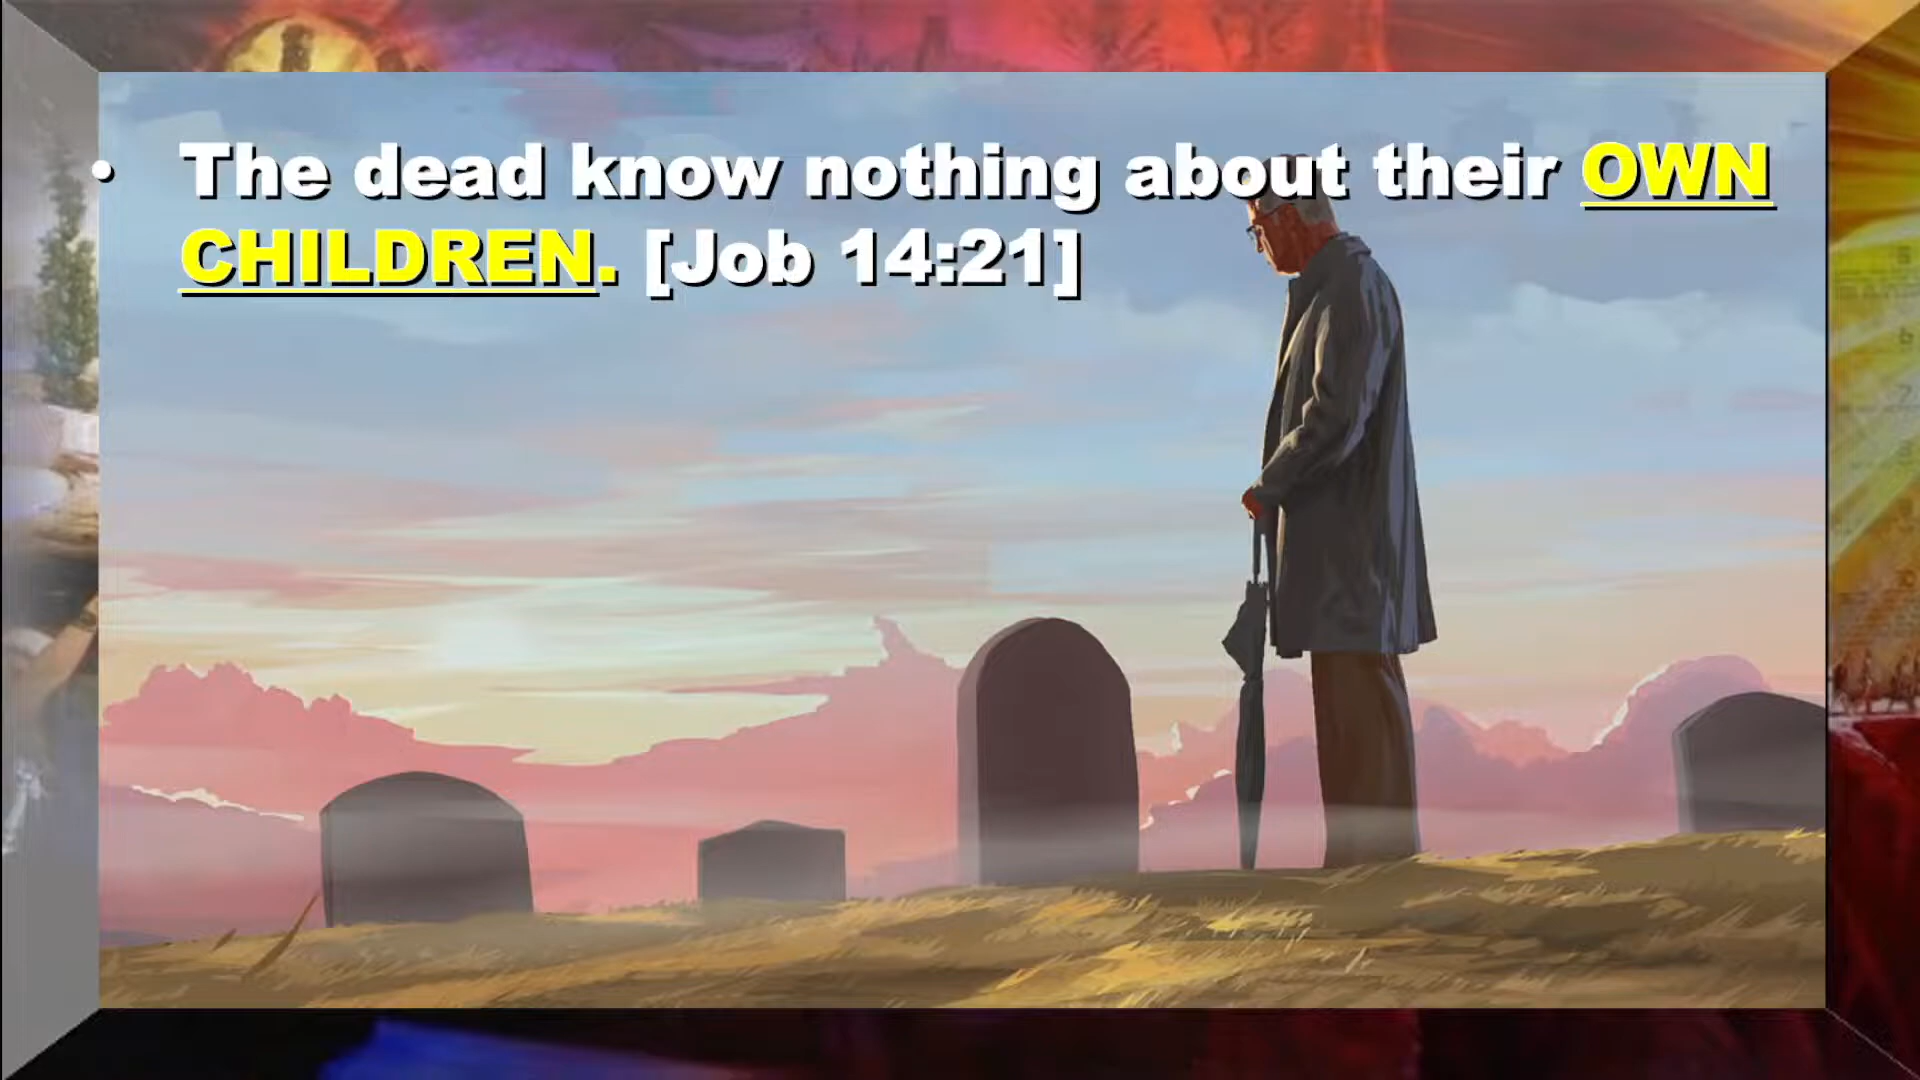 • The dead know nothing about their OWN
CHILDREN. [Job 14:21]